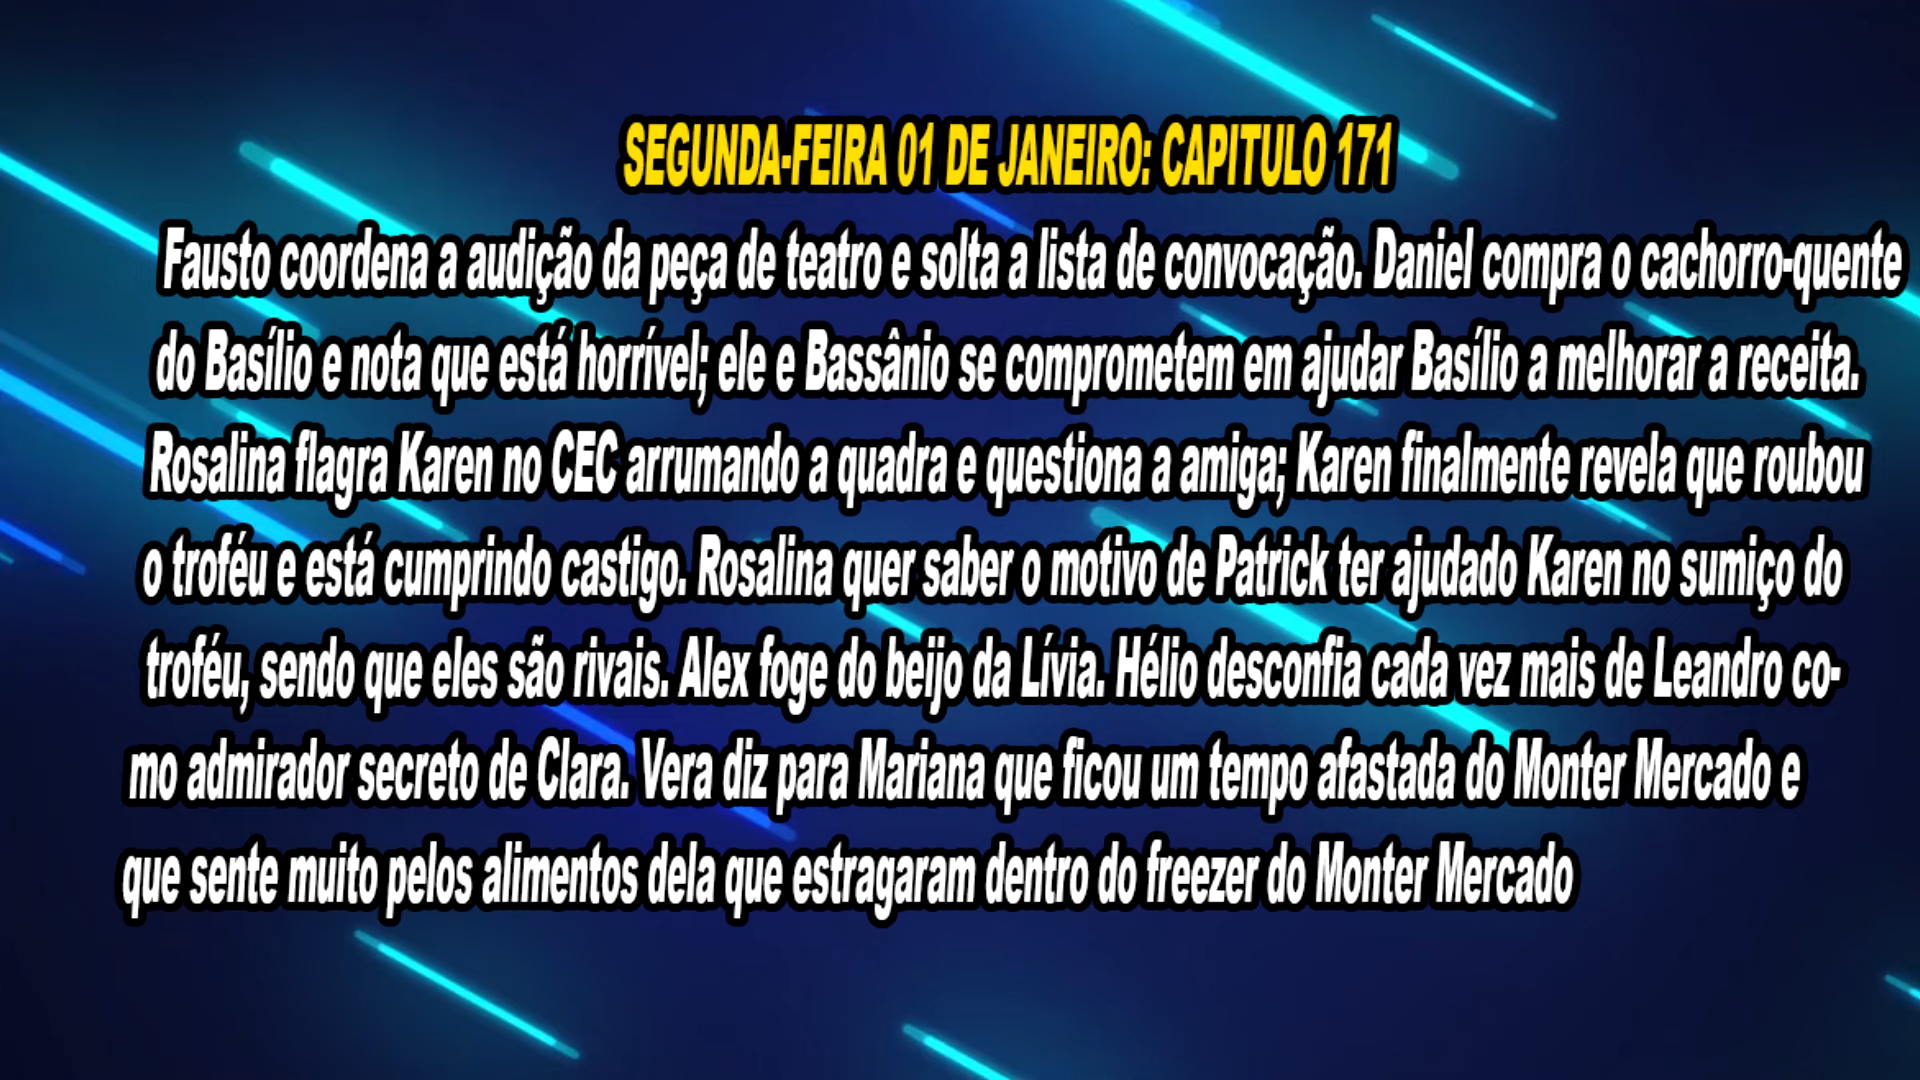 SEGUNDA-FEIRA 01 DE JANEIRO: CAPITULO 171
Fausto coordena a audição da peça de teatro e solta a lista de convocação. Daniel compra o cachorro-quente
do Basílio e nota que está horrível; ele e Bassânio se comprometem em ajudar Basílio a melhorar a receita.
Rosalina flagra Karen no CEC arrumando a quadra e questiona a amiga; Karen finalmente revela que roubou
o troféu e está cumprindo castigo. Rosalina quer saber o motivo de Patrick ter ajudado Karen no sumiço do
troféu, sendo que eles são rivais. Alex foge do beijo da Lívia. Hélio desconfia cada vez mais de Leandro co-
mo admirador secreto de Clara. Vera diz para Mariana que ficou um tempo afastada do Monter Mercado e
que sente muito pelos alimentos dela que estragaram dentro do freezer do Monter Mercado